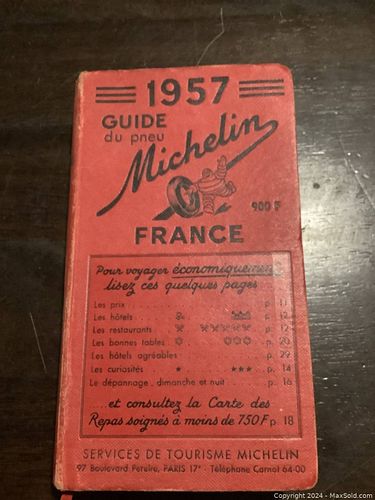 1957
GUIDE
du pneu
Michelin
900 F
FRANCE
Pour voyager économiquement
lisez ces quelques pages
Les prix . . . . . p. 11
Les hôtels . . . p. 12
Les restaurants . . p. 12
Les bonnes tables . . p. 20
Les hôtels agréables . . . p. 29
Les curiosités . . * . . *** . p. 14
Le dépannage, dimanche et nuit . . . p. 16
...et consultez la Carte des
Repas soignés à moins de 750F p. 18
SERVICES DE TOURISME MICHELIN
97 Boulevard Pereire, PARIS 17e - Téléphone Carnot 64-00
Copyright 2024 - MaxSold.com